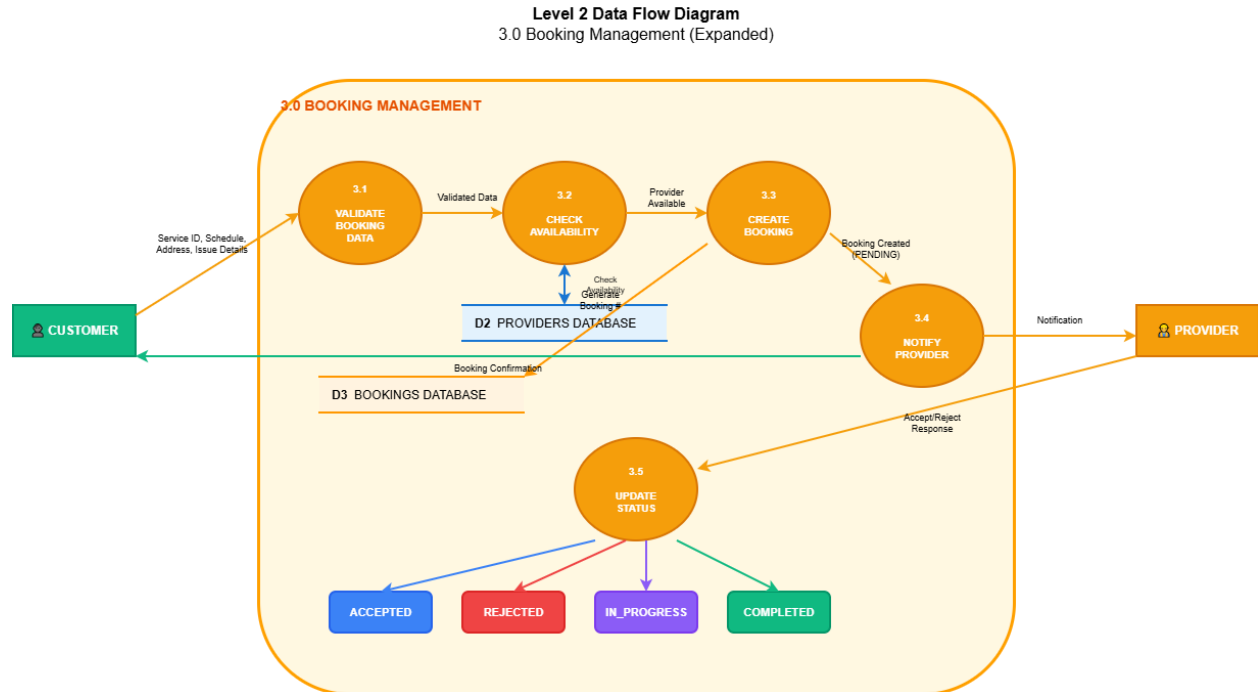 Level 2 Data Flow Diagram
3.0 Booking Management (Expanded)
3.0 BOOKING MANAGEMENT
3.1
VALIDATE
BOOKING
DATA
Validated Data
3.2
CHECK
AVAILABILITY
Provider
Available
3.3
CREATE
BOOKING
Service ID, Schedule,
Address, Issue Details
Booking Created
(PENDING)
Check
Availability
Generate
Booking #
D2 PROVIDERS DATABASE
CUSTOMER
3.4
NOTIFY
PROVIDER
Notification
PROVIDER
Booking Confirmation
D3 BOOKINGS DATABASE
Accept/Reject
Response
3.5
UPDATE
STATUS
ACCEPTED
REJECTED
IN_PROGRESS
COMPLETED